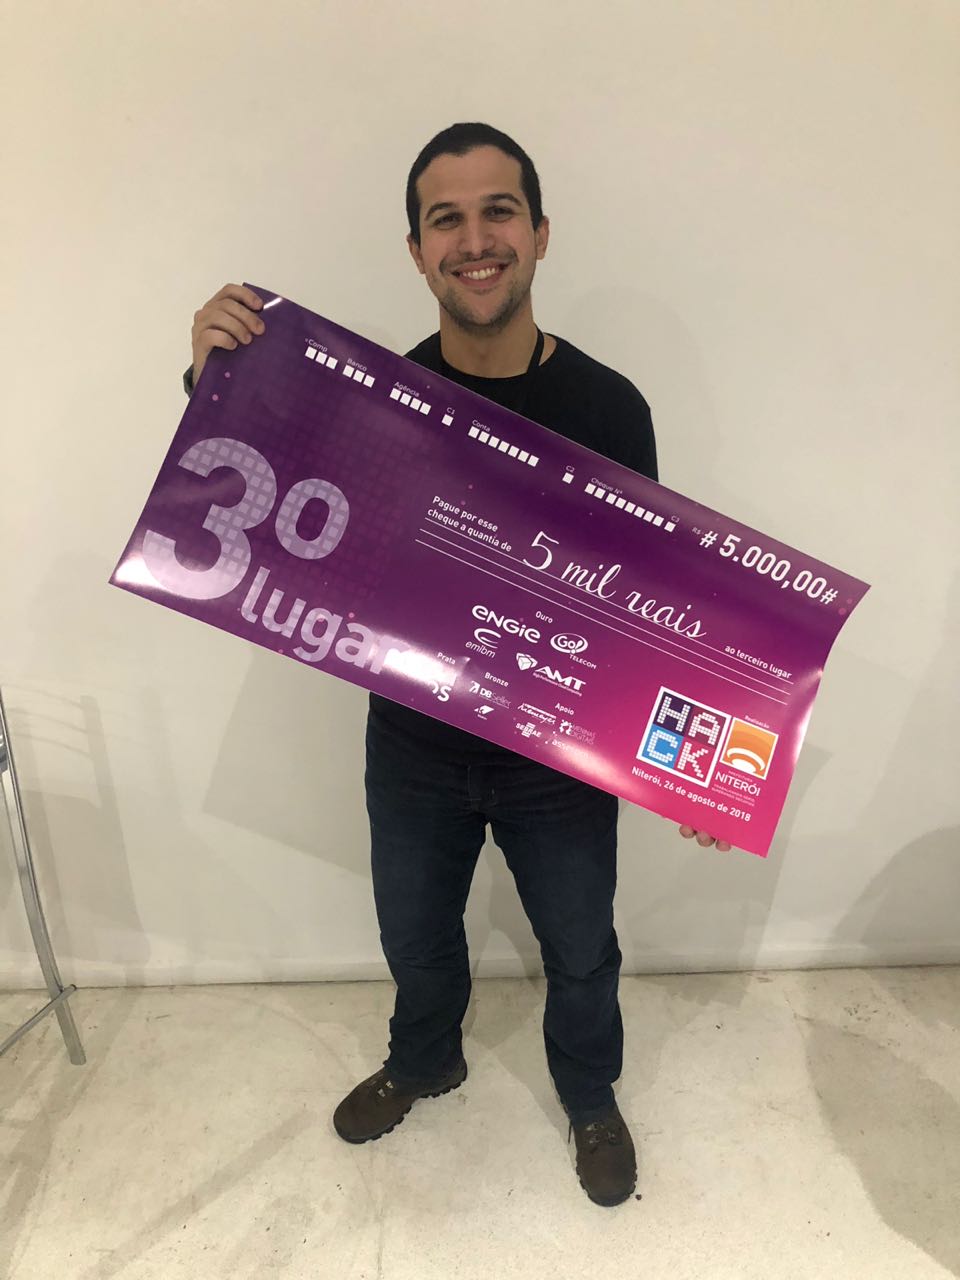 Comp
Banco
Agência
C1
Conta
C2
Cheque Nº
C3
R$ # 5.000,00#
3º
lugar
Pague por esse
cheque a quantia de
5 mil reais
ao terceiro lugar
Ouro
ENGIE
Go!
TELECOM
emibm
AMT
Prata
Bronze
DBSeller
Apoio
MENINAS
DIGITAIS
SEBRAE
HACK
Realização
PREFEITURA
NITERÓI
Niterói, 26 de agosto de 2018